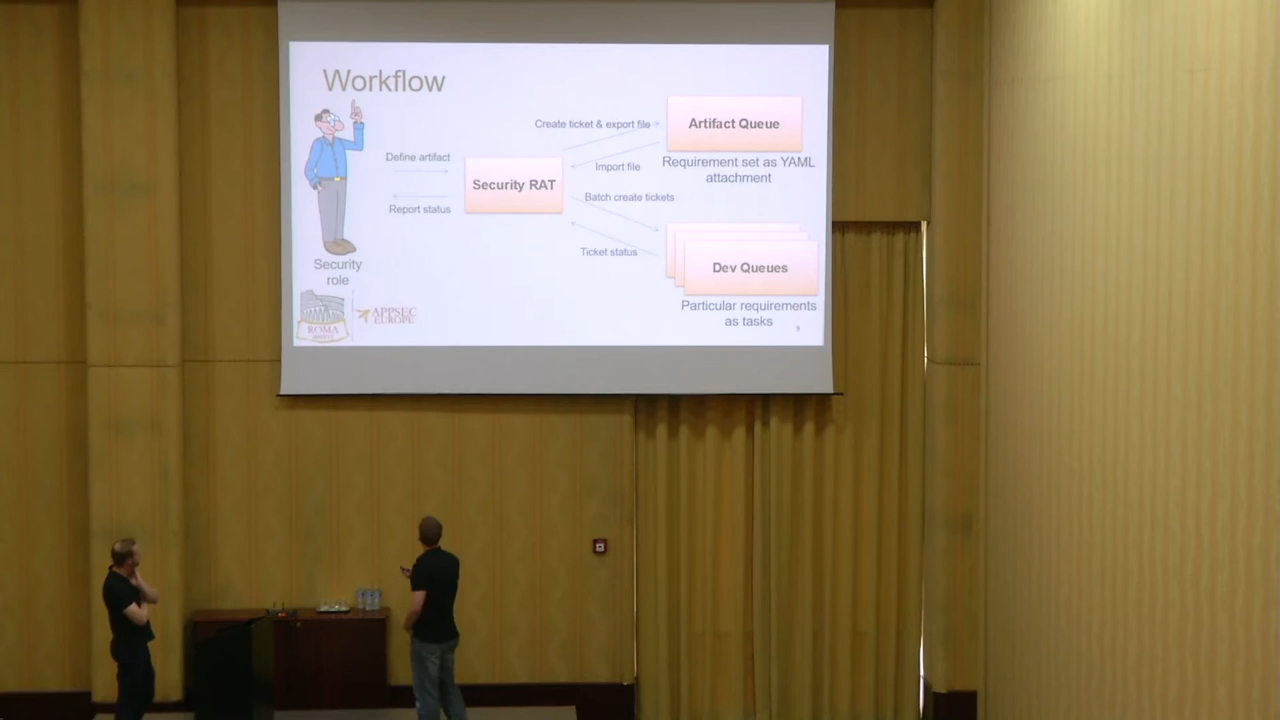 Workflow
Create ticket & export file
Artifact Queue
Define artifact
Import file
Requirement set as YAML
attachment
Security RAT
Batch create tickets
Report status
Ticket status
Dev Queues
Security
role
Particular requirements
as tasks
ROMA
APPSEC
EUROPE